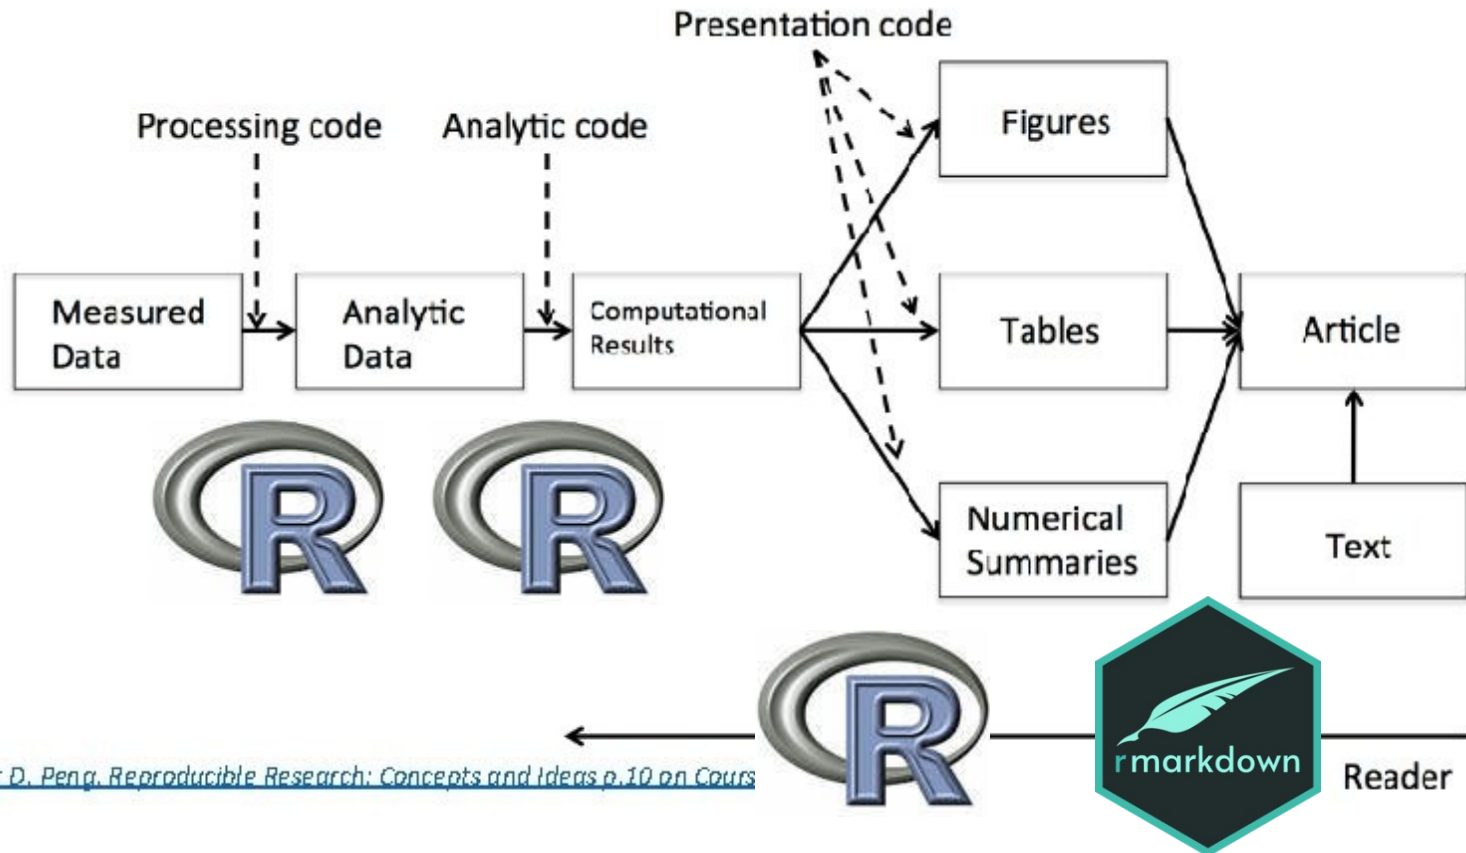 Presentation code
Processing code
Analytic code
Figures
Measured
Data
Analytic
Data
Computational
Results
Tables
Article
Numerical
Summaries
Text
R
R
R
rmarkdown
Reader
D. Peng. Reproducible Research: Concepts and Ideas p.10 on Cours